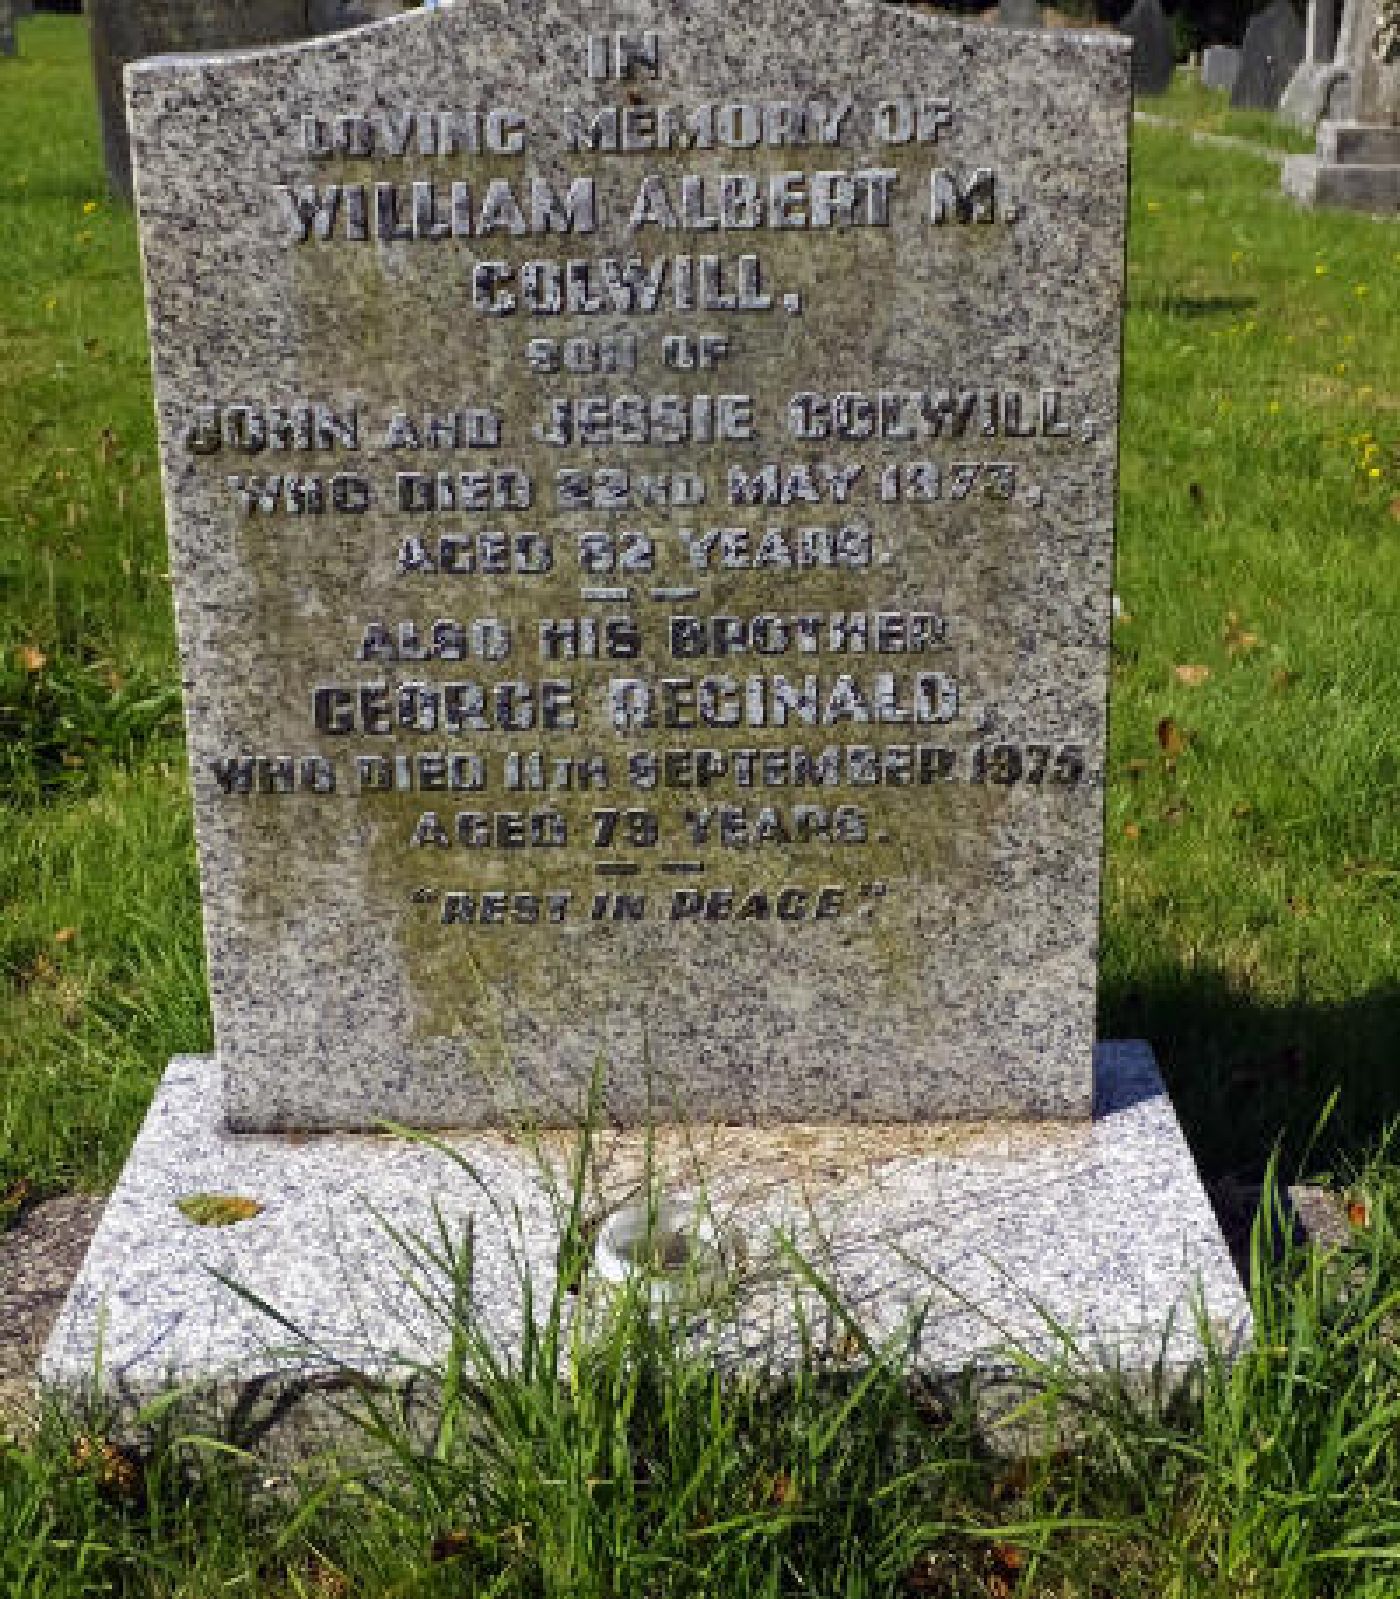 IN
LOVING MEMORY OF
WILLIAM ALBERT M.
COLWILL,
SON OF
JOHN AND JESSIE COLWILL,
WHO DIED 22ND MAY 1973,
AGED 82 YEARS.
ALSO HIS BROTHER
GEORGE REGINALD,
WHO DIED 11TH SEPTEMBER 1975,
AGED 79 YEARS.
"REST IN PEACE."